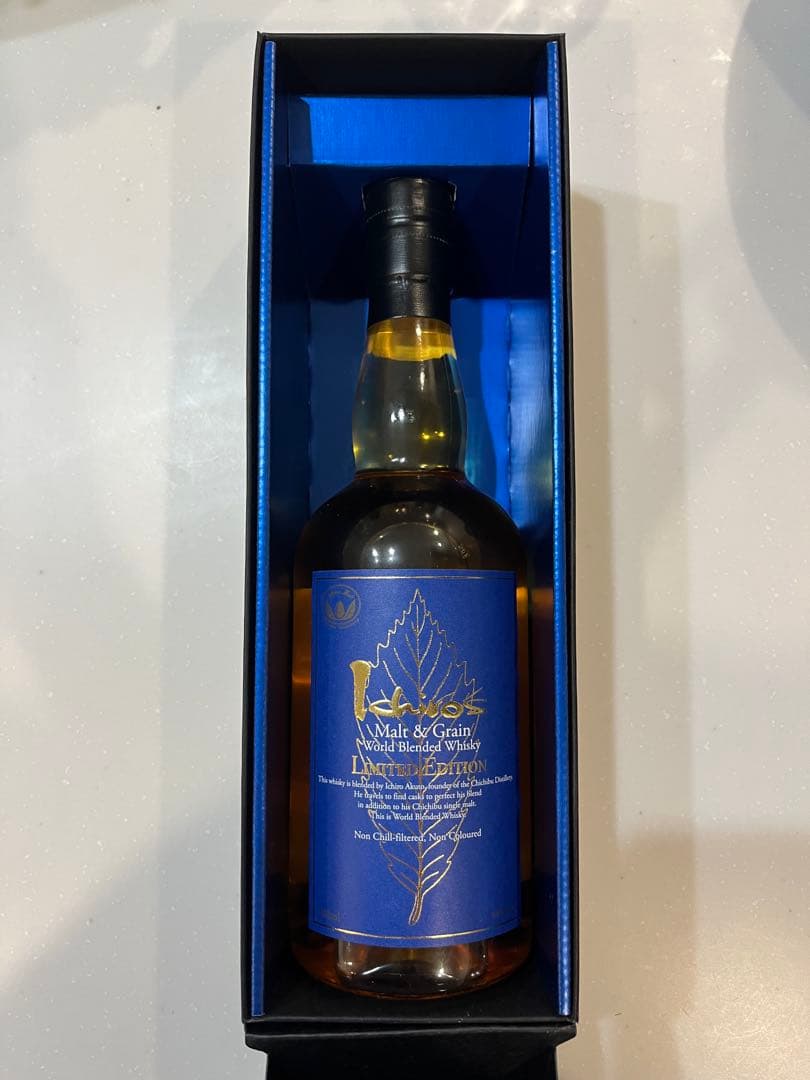 Ichiro's
Malt & Grain
World Blended Whisky
LIMITED EDITION
This whisky is blended by Ichiro Akuto, founder of the Chichibu Distillery.
He travels to find casks to perfect his blend
in addition to his Chichibu single malt.
This is World Blended Whisky.
Non Chill-filtered, Non Coloured